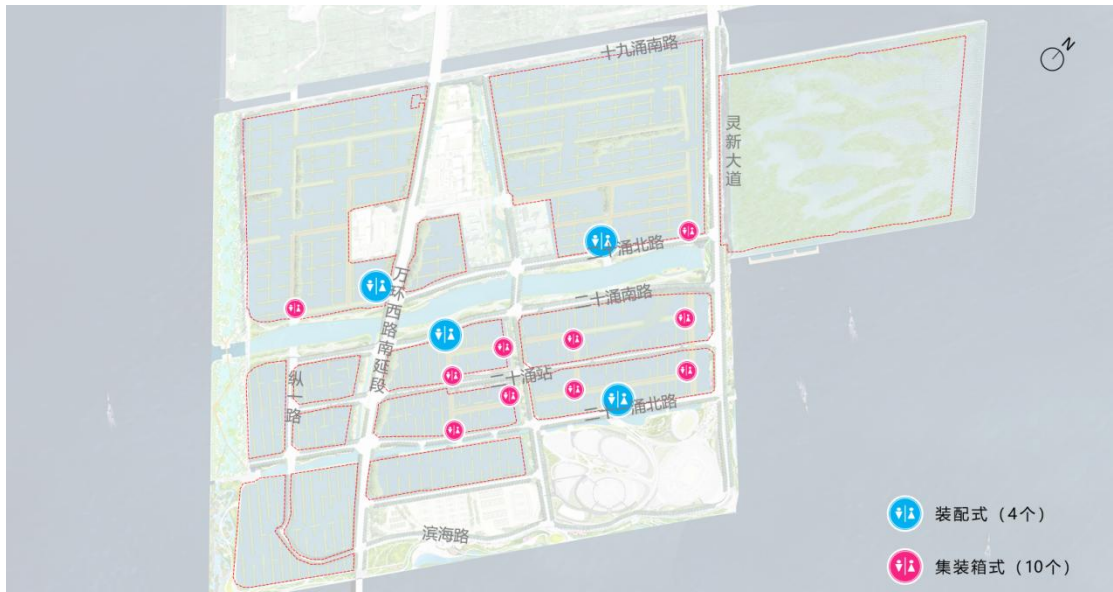 十九涌南路
N
灵新大道
二十涌北路
万环西路南延段
二十涌南路
纵一路
二十涌站
二十一涌北路
滨海路
装配式（4个）
集装箱式（10个）